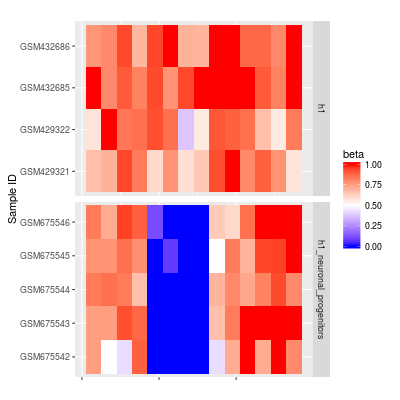 Sample ID
GSM432686
GSM432685
GSM429322
GSM429321
h1
GSM675546
GSM675545
GSM675544
GSM675543
GSM675542
h1_neuronal_progenitors
beta
1.00
0.75
0.50
0.25
0.00